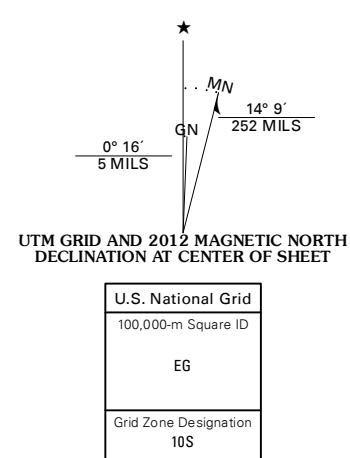 ★
MN
GN
14° 9´
252 MILS
0° 16´
5 MILS
UTM GRID AND 2012 MAGNETIC NORTH
DECLINATION AT CENTER OF SHEET
U.S. National Grid
100,000-m Square ID
EG
Grid Zone Designation
10S